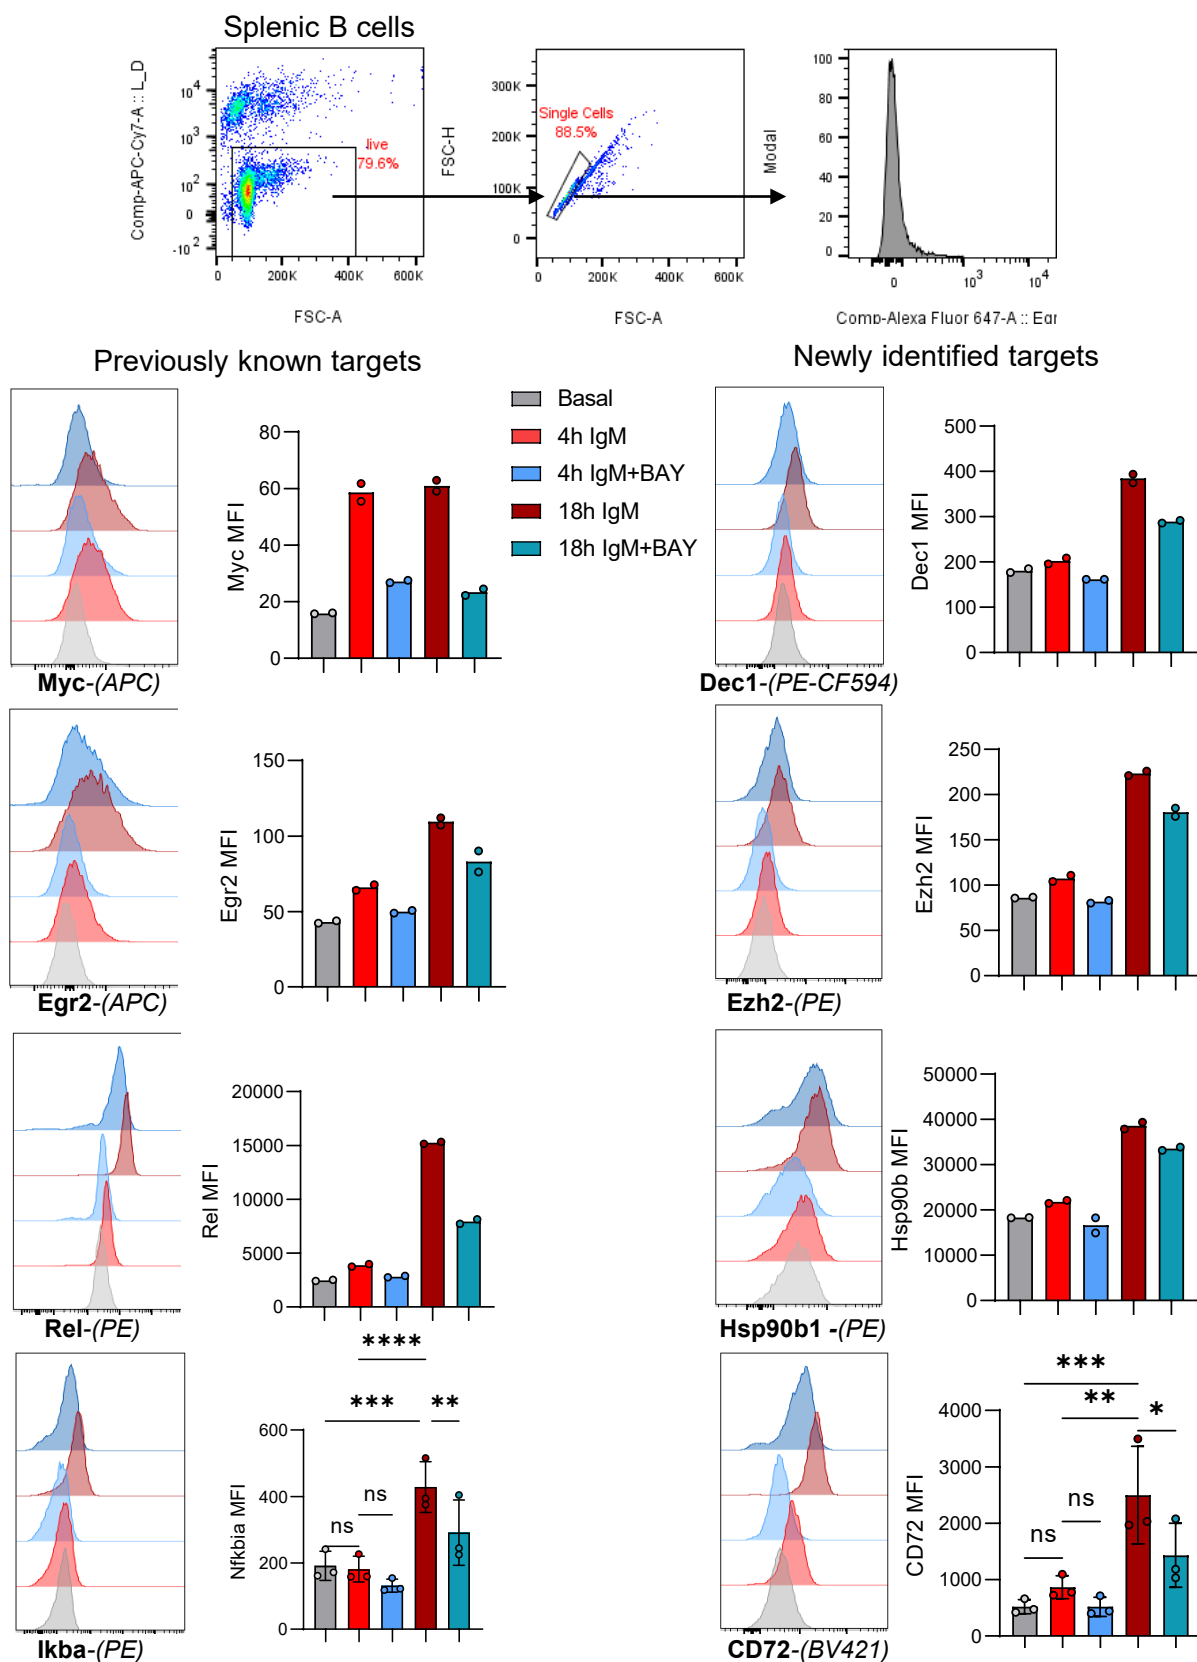 Splenic B cells
Comp-APC-Cy7-A :: L_D
10^4
10^3
10^2
0
-10^2
live
79.6%
0 200K 400K 600K
FSC-A
FSC-H
300K
200K
100K
0
Single Cells
88.5%
0 200K 400K 600K
FSC-A
Modal
100
80
60
40
20
0
0 10^3 10^4
Comp-Alexa Fluor 647-A :: Egr
Previously known targets
Newly identified targets
Basal
4h IgM
4h IgM+BAY
18h IgM
18h IgM+BAY
Myc-(APC)
Myc MFI
80
60
40
20
0
Dec1-(PE-CF594)
Dec1 MFI
500
400
300
200
100
0
Egr2-(APC)
Egr2 MFI
150
100
50
0
Ezh2-(PE)
Ezh2 MFI
250
200
150
100
50
0
Rel-(PE)
Rel MFI
20000
15000
10000
5000
0
Hsp90b1 -(PE)
Hsp90b MFI
50000
40000
30000
20000
10000
0
Ikba-(PE)
Nfkbia MFI
600
400
200
0
****
*** **
ns
ns
CD72-(BV421)
CD72 MFI
4000
3000
2000
1000
0
***
** *
ns
ns